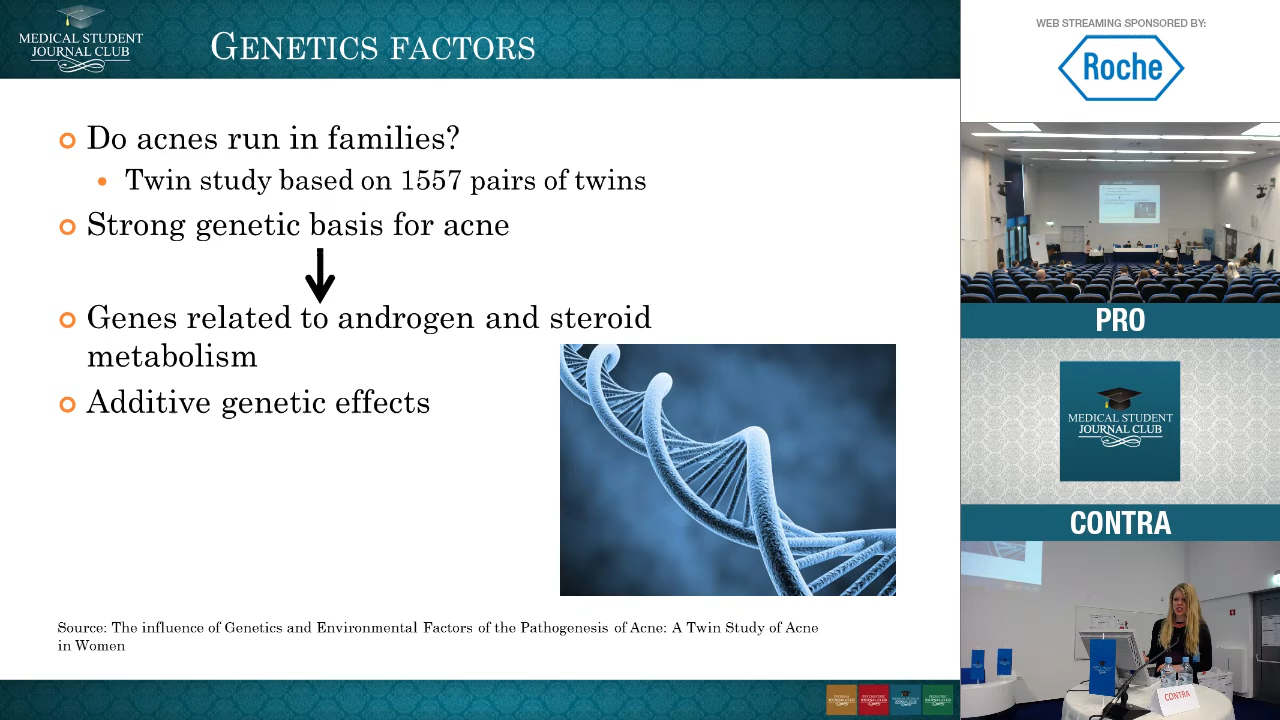 MEDICAL STUDENT
JOURNAL CLUB
GENETICS FACTORS
Do acnes run in families?
Twin study based on 1557 pairs of twins
Strong genetic basis for acne
Genes related to androgen and steroid
metabolism
Additive genetic effects
Source: The influence of Genetics and Environmental Factors of the Pathogenesis of Acne: A Twin Study of Acne
in Women
WEB STREAMING SPONSORED BY:
Roche
PRO
MEDICAL STUDENT
JOURNAL CLUB
CONTRA
CONTRA